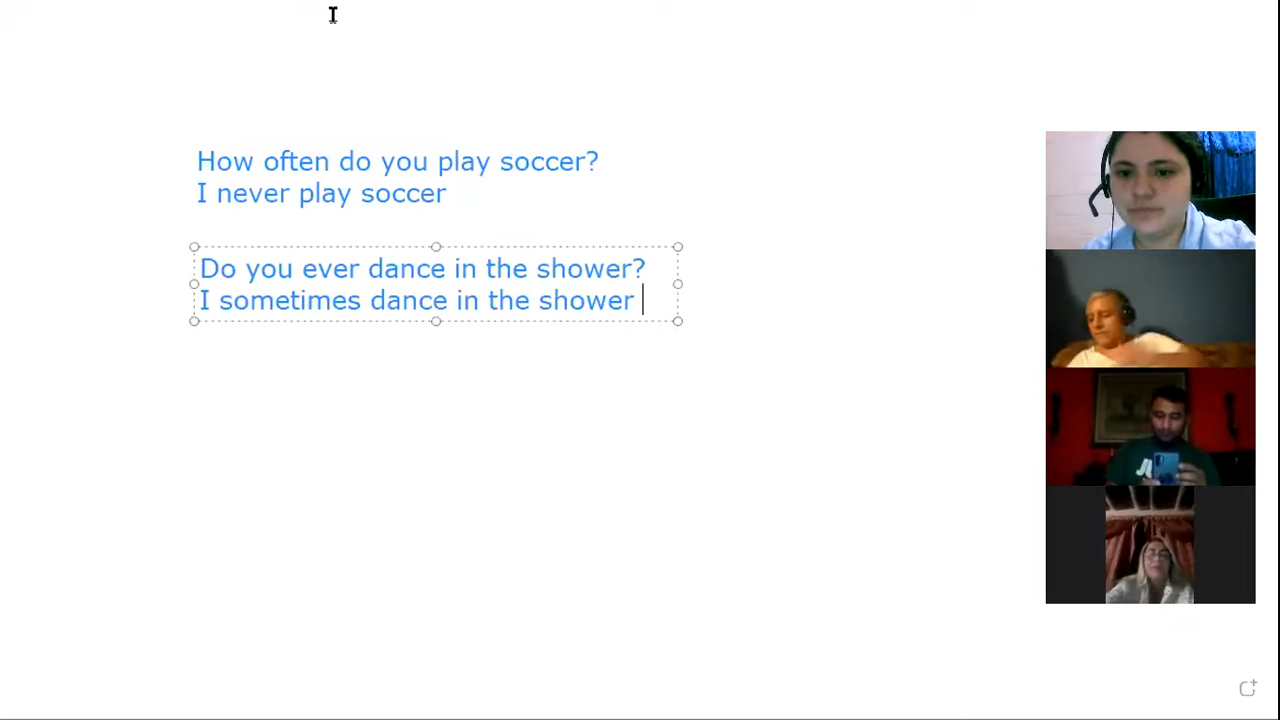 How often do you play soccer?
I never play soccer
Do you ever dance in the shower?
I sometimes dance in the shower